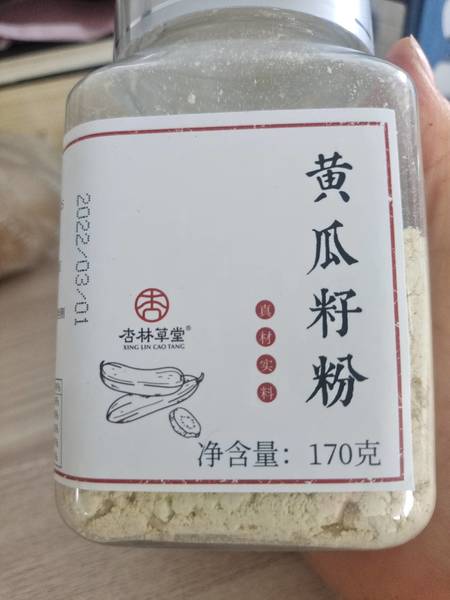 黄瓜籽粉
真材实料
2022/03/01
杏林草堂®
XING LIN CAO TANG
净含量：170克